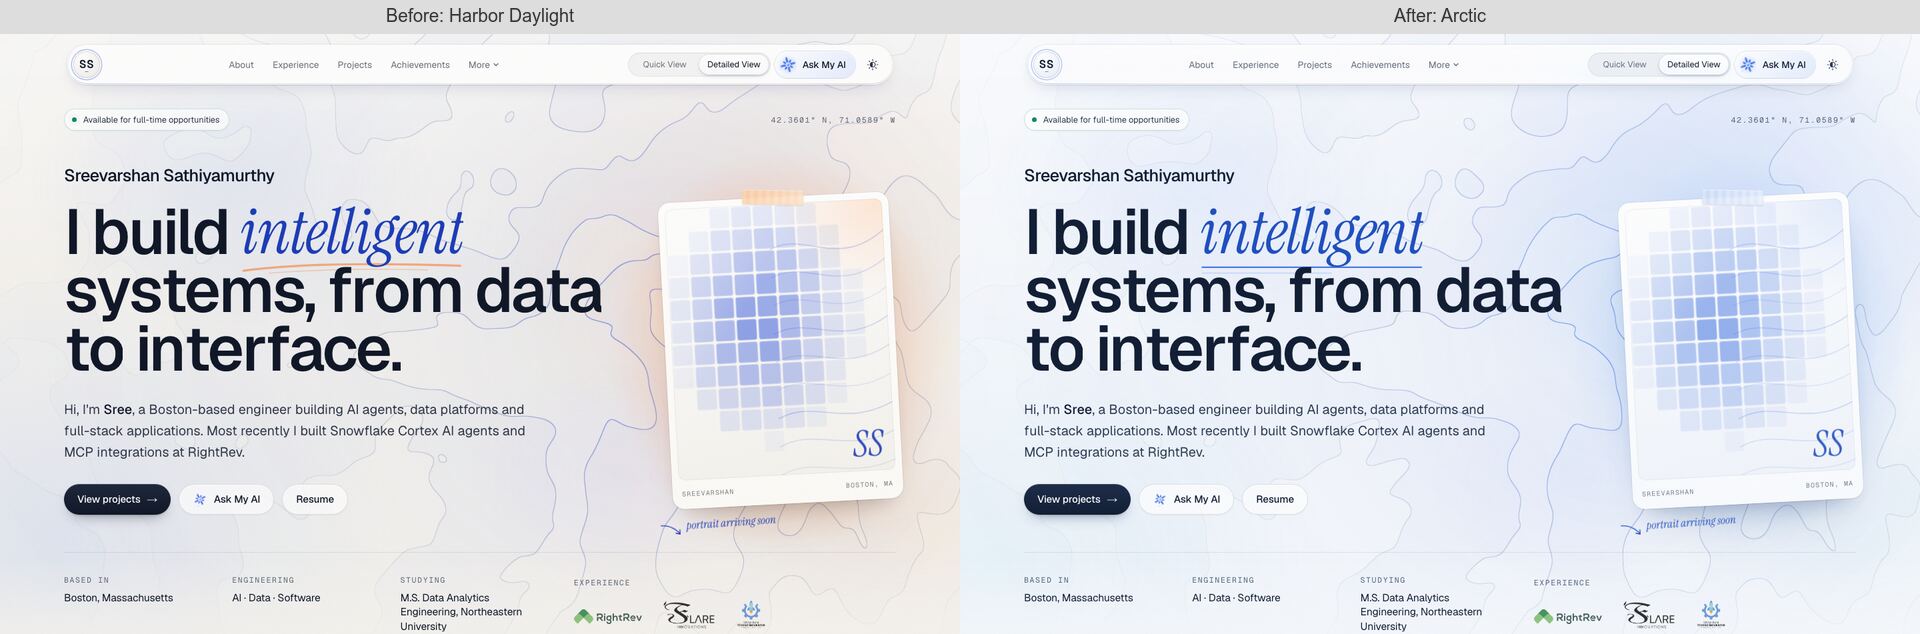 Before: Harbor Daylight
SS
About
Experience
Projects
Achievements
More
Quick View
Detailed View
Ask My AI
Available for full-time opportunities
42.3601° N, 71.0589° W
Sreevarshan Sathiyamurthy
I build intelligent
systems, from data
to interface.
Hi, I'm Sree, a Boston-based engineer building AI agents, data platforms and
full-stack applications. Most recently I built Snowflake Cortex AI agents and
MCP integrations at RightRev.
View projects →
Ask My AI
Resume
SS
SREEVARSHAN
BOSTON, MA
portrait arriving soon
BASED IN
Boston, Massachusetts
ENGINEERING
AI · Data · Software
STUDYING
M.S. Data Analytics
Engineering, Northeastern
University
EXPERIENCE
RightRev
SLARE
After: Arctic
SS
About
Experience
Projects
Achievements
More
Quick View
Detailed View
Ask My AI
Available for full-time opportunities
42.3601° N, 71.0589° W
Sreevarshan Sathiyamurthy
I build intelligent
systems, from data
to interface.
Hi, I'm Sree, a Boston-based engineer building AI agents, data platforms and
full-stack applications. Most recently I built Snowflake Cortex AI agents and
MCP integrations at RightRev.
View projects →
Ask My AI
Resume
SS
SREEVARSHAN
BOSTON, MA
portrait arriving soon
BASED IN
Boston, Massachusetts
ENGINEERING
AI · Data · Software
STUDYING
M.S. Data Analytics
Engineering, Northeastern
University
EXPERIENCE
RightRev
SLARE